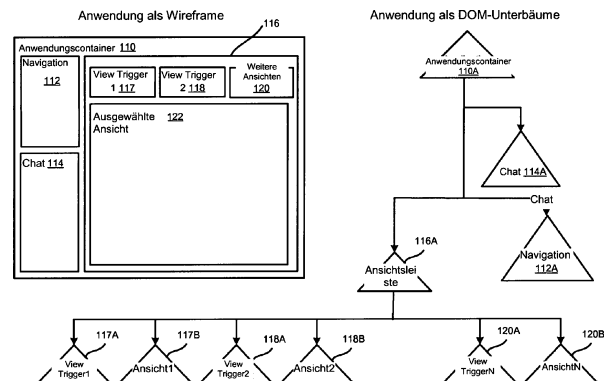 Anwendung als Wireframe
116
Anwendungscontainer 110
Navigation
112
View Trigger
1 117
View Trigger
2 118
Weitere
Ansichten
120
Ausgewählte 122
Ansicht
Chat 114
Anwendung als DOM-Unterbäume
Anwendungscontainer
110A
Chat 114A
Chat
Navigation
112A
116A
Ansichtslei
ste
117A
View
Trigger1
117B
Ansicht1
118A
View
Trigger2
118B
Ansicht2
120A
View
TriggerN
120B
AnsichtN